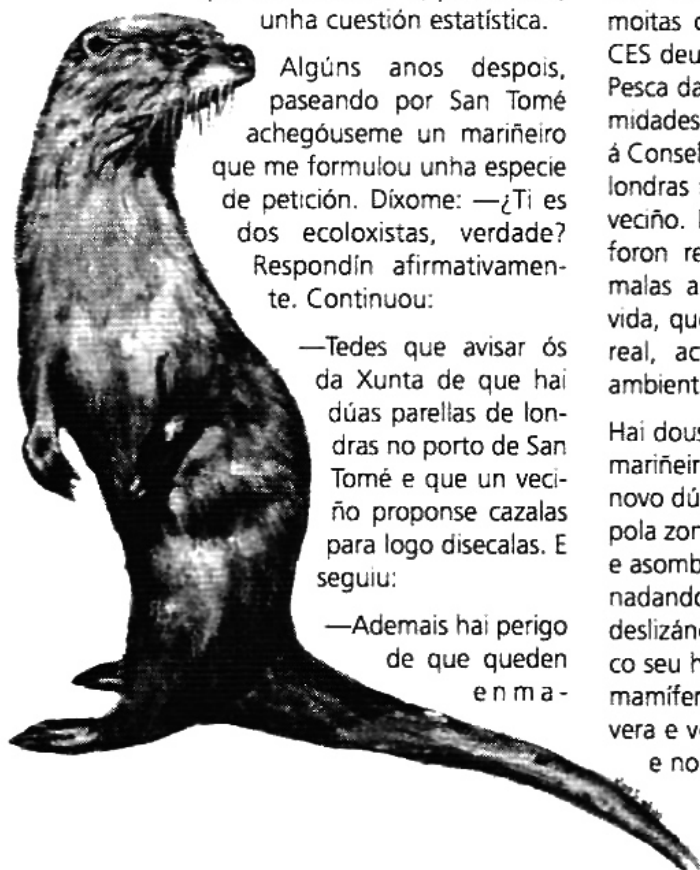 unha cuestión estatística.
Algúns anos despois,
paseando por San Tomé
achegóuseme un mariñeiro
que me formulou unha especie
de petición. Díxome: —¿Ti es
dos ecoloxistas, verdade?
Respondín afirmativamen-
te. Continuou:
—Tedes que avisar ós
da Xunta de que hai
dúas parellas de lon-
dras no porto de San
Tomé e que un veci-
ño proponse cazalas
para logo disecalas. E
seguiu:
—Ademais hai perigo
de que queden
enma-
moitas
CES deu
Pesca da
midades
á Conse
londras
veciño.
foron re
malas a
vida, que
real, ac
ambient
Hai dous
mariñeir
novo dú
pola zon
e asomb
nadando
deslizánd
co seu h
mamífer
vera e v
e no